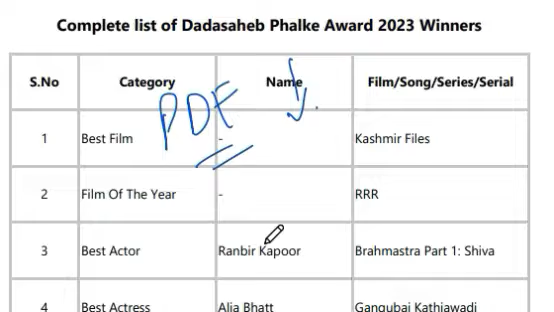 Complete list of Dadasaheb Phalke Award 2023 Winners
S.No Category Name Film/Song/Series/Serial
PDF
1 Best Film - Kashmir Files
2 Film Of The Year - RRR
3 Best Actor Ranbir Kapoor Brahmastra Part 1: Shiva
4 Best Actress Alia Bhatt Gangubai Kathiawadi